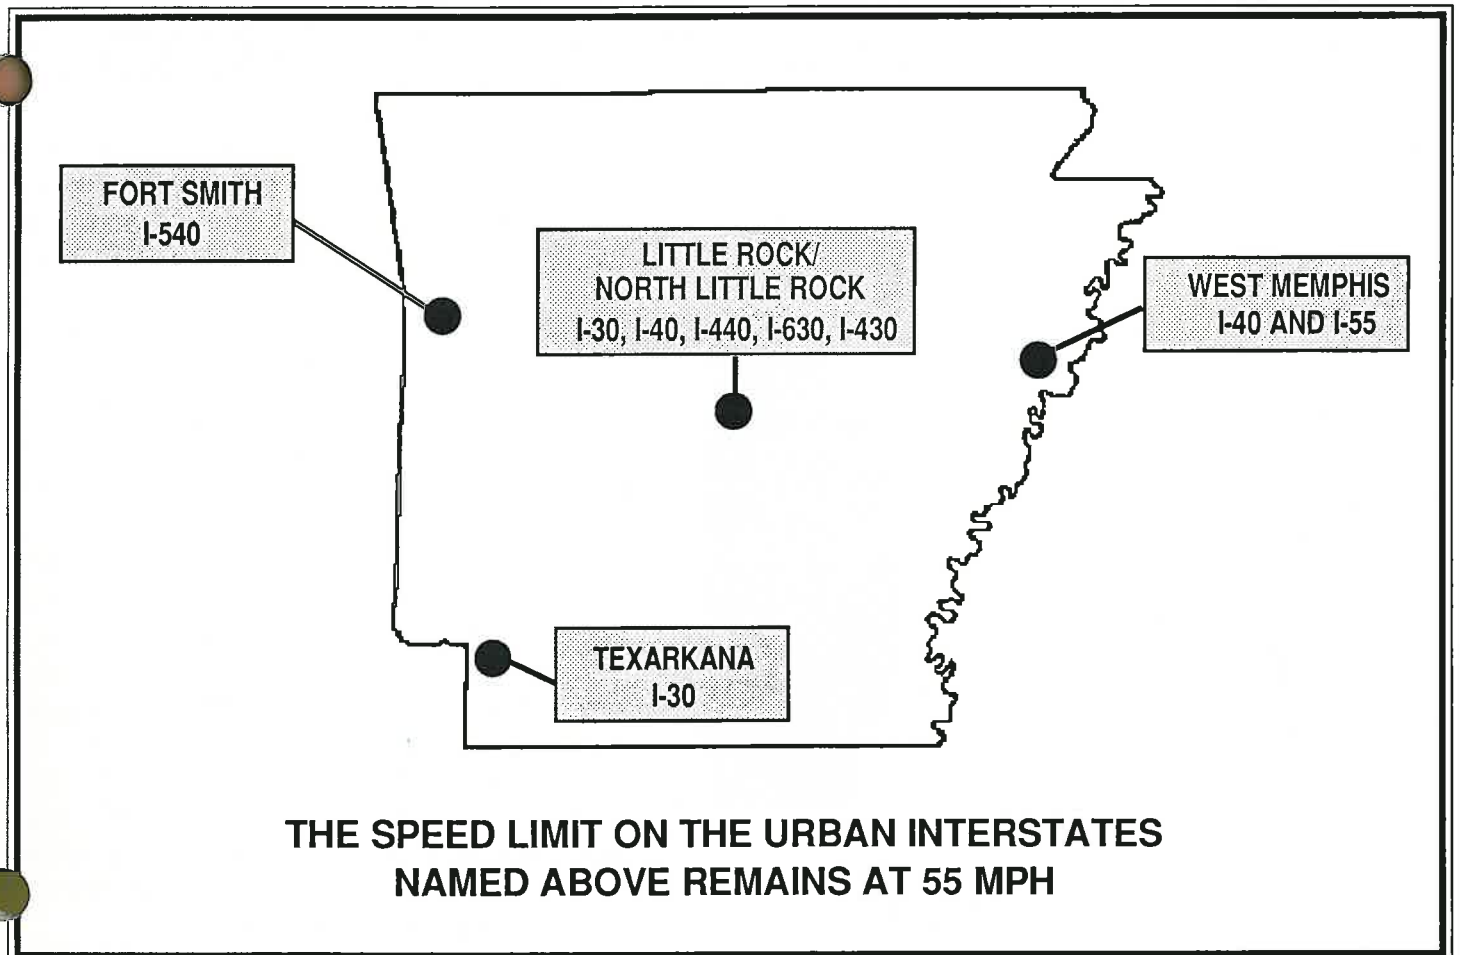 FORT SMITH
I-540
LITTLE ROCK/
NORTH LITTLE ROCK
I-30, I-40, I-440, I-630, I-430
WEST MEMPHIS
I-40 AND I-55
TEXARKANA
I-30
THE SPEED LIMIT ON THE URBAN INTERSTATES
NAMED ABOVE REMAINS AT 55 MPH